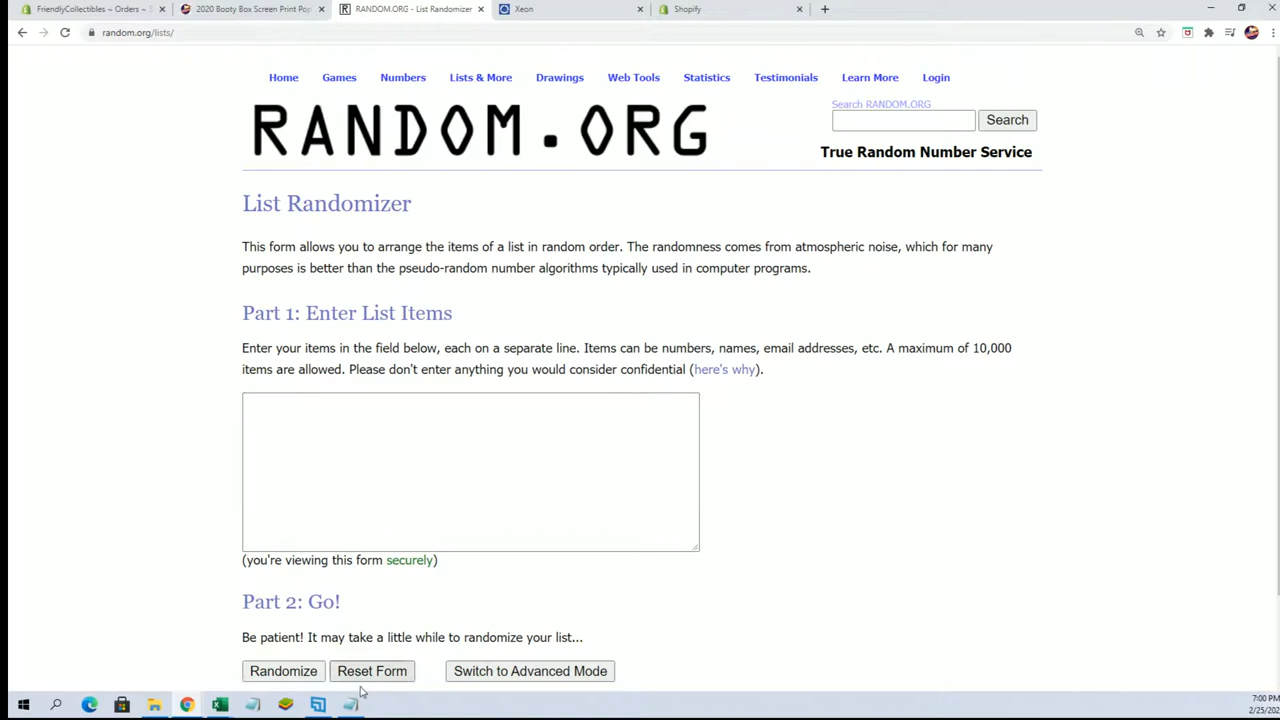 FriendlyCollectibles ~ Orders ~ S
2020 Booty Box Screen Print Pop
RANDOM.ORG - List Randomizer
Xeon
Shopify
random.org/lists/
Home Games Numbers Lists & More Drawings Web Tools Statistics Testimonials Learn More Login
RANDOM.ORG
Search RANDOM.ORG
Search
True Random Number Service
List Randomizer
This form allows you to arrange the items of a list in random order. The randomness comes from atmospheric noise, which for many
purposes is better than the pseudo-random number algorithms typically used in computer programs.
Part 1: Enter List Items
Enter your items in the field below, each on a separate line. Items can be numbers, names, email addresses, etc. A maximum of 10,000
items are allowed. Please don't enter anything you would consider confidential (here's why).
(you're viewing this form securely)
Part 2: Go!
Be patient! It may take a little while to randomize your list...
Randomize Reset Form Switch to Advanced Mode
7:00 PM
2/25/202